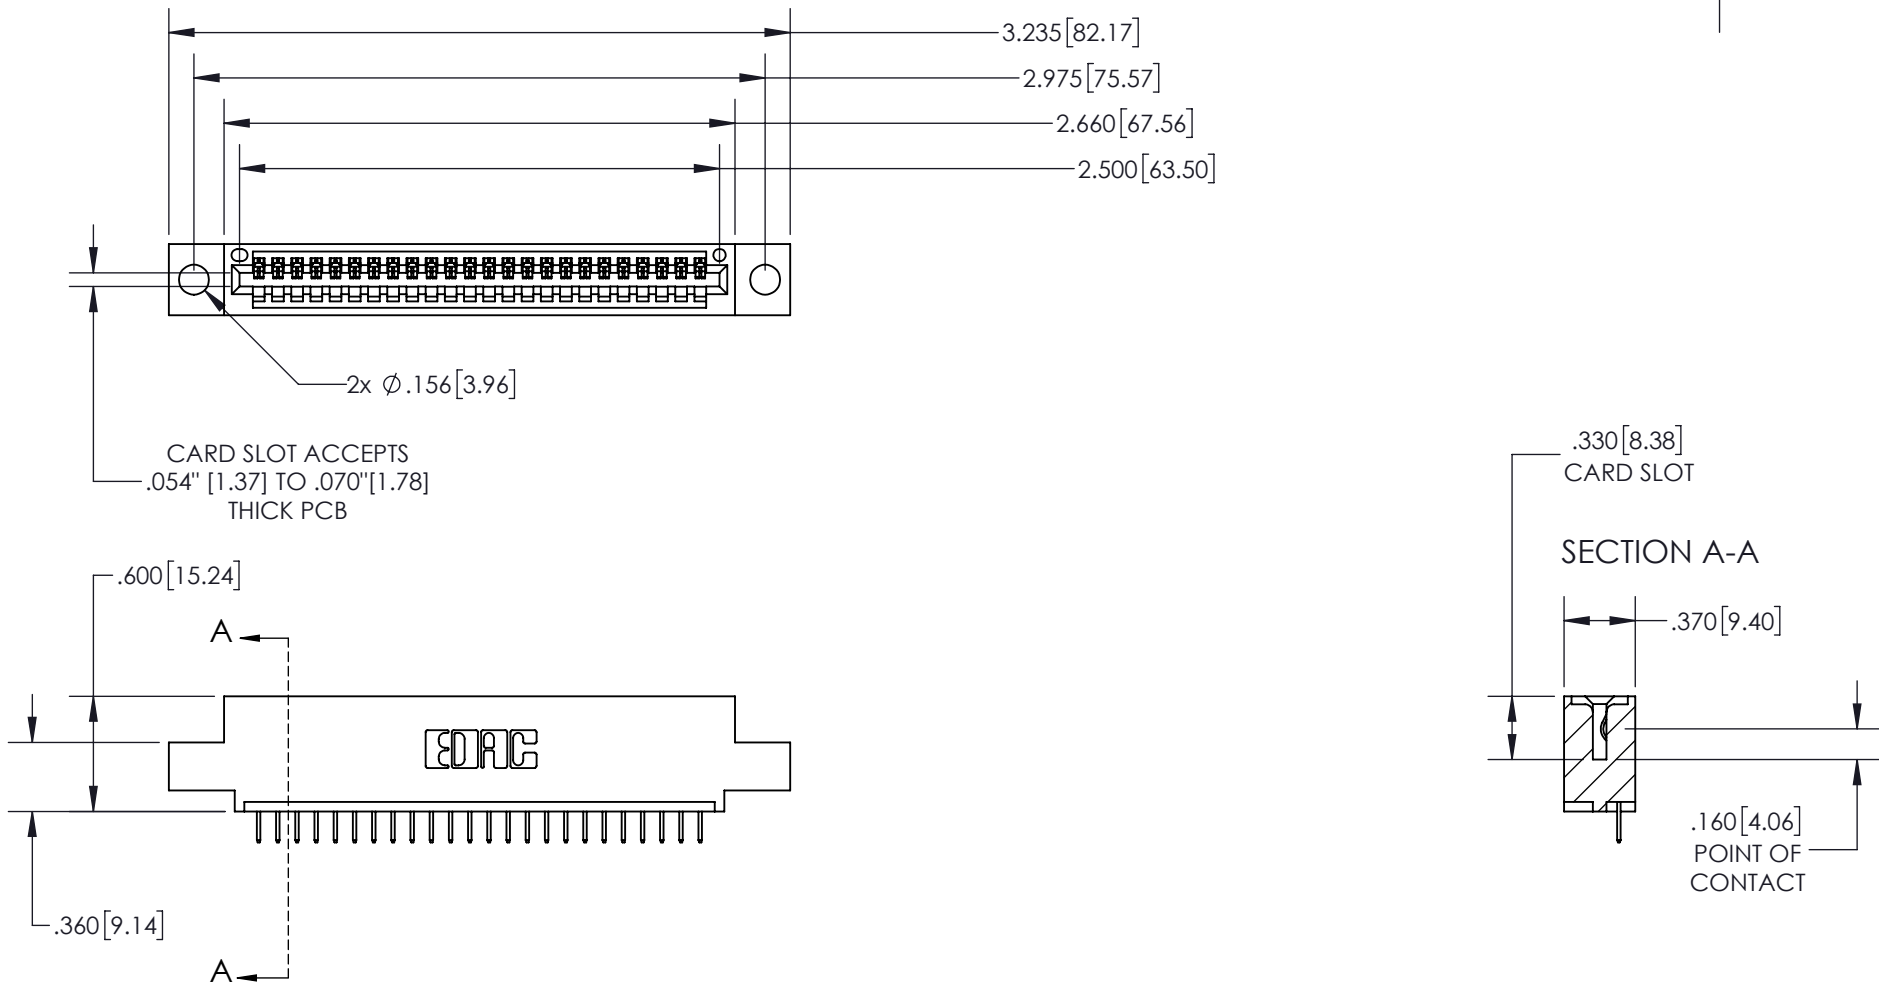 3.235[82.17]
2.975[75.57]
2.660[67.56]
2.500[63.50]
2x Ø.156[3.96]
CARD SLOT ACCEPTS
.054" [1.37] TO .070"[1.78]
THICK PCB
.330[8.38]
CARD SLOT
SECTION A-A
.600[15.24]
.370[9.40]
A
EDAC
.160[4.06]
POINT OF
CONTACT
.360[9.14]
A